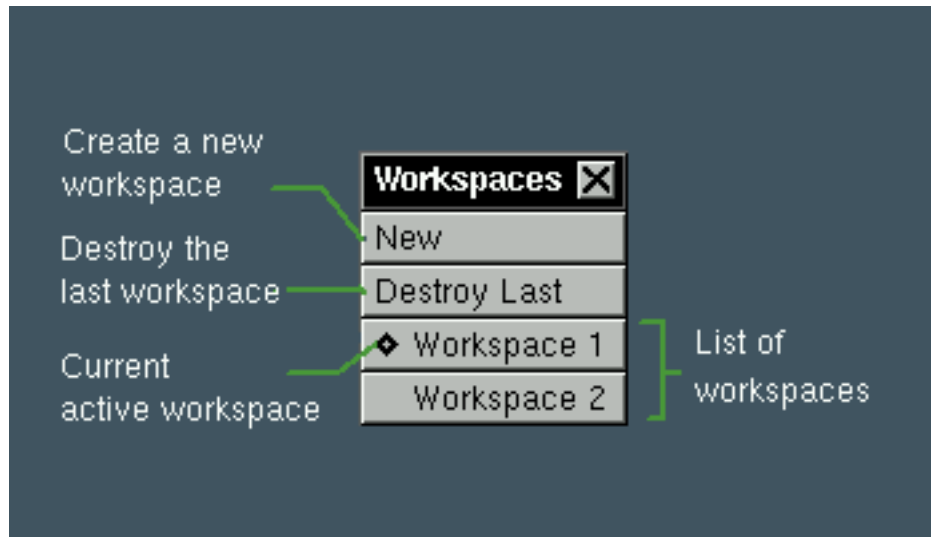 Create a new
workspace
Destroy the
last workspace
Current
active workspace
Workspaces
New
Destroy Last
Workspace 1
Workspace 2
List of
workspaces